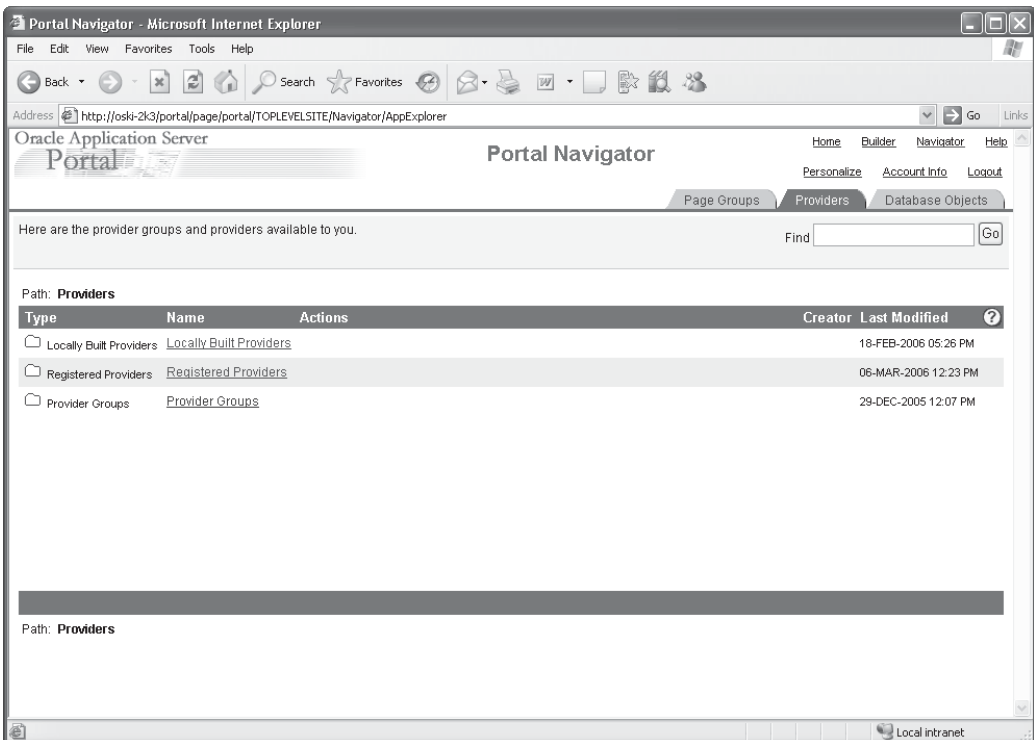 Portal Navigator - Microsoft Internet Explorer
File Edit View Favorites Tools Help
Back Search Favorites
Address http://oski-2k3/portal/page/portal/TOPLEVELSITE/Navigator/AppExplorer Go Links
Oracle Application Server
Portal
Portal Navigator
Home Builder Navigator Help
Personalize Account Info Logout
Page Groups Providers Database Objects
Here are the provider groups and providers available to you.
Find Go
Path: Providers
Type Name Actions Creator Last Modified ?
Locally Built Providers Locally Built Providers 18-FEB-2006 05:26 PM
Registered Providers Registered Providers 06-MAR-2006 12:23 PM
Provider Groups Provider Groups 29-DEC-2005 12:07 PM
Path: Providers
Local intranet